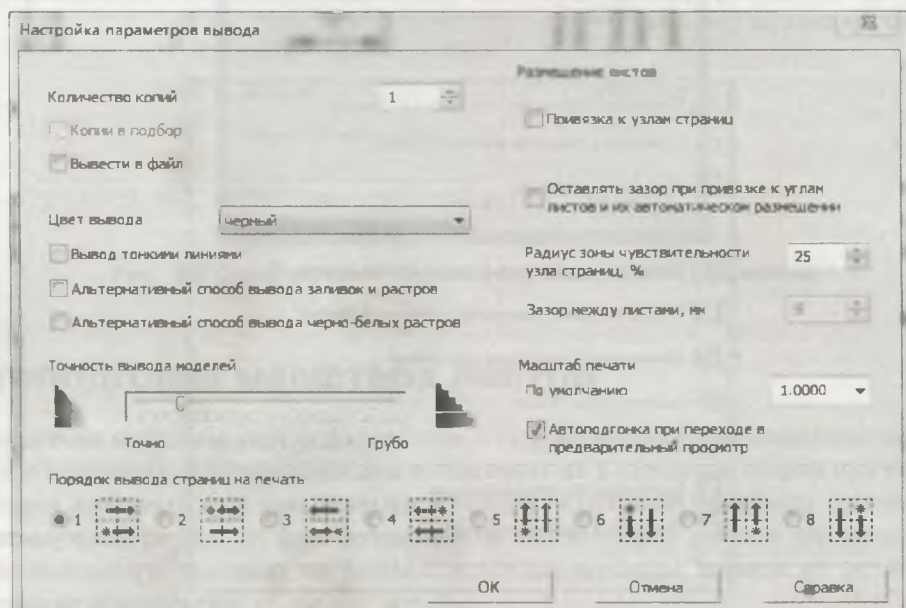 Настройка параметров вывода
Количество копий
1
Копии в подбор
Вывести в файл
Цвет вывода
черный
Вывод тонкими линиями
Альтернативный способ вывода заливок и растров
Альтернативный способ вывода черно-белых растров
Точность вывода моделей
Точно
Грубо
Размещение листов
Привязка к узлам страниц
Оставлять зазор при привязке к углам
листов и их автоматическом размещении
Радиус зоны чувствительности
узла страниц, %
25
Зазор между листами, мм
Масштаб печати
По умолчанию
1.0000
Автоподгонка при переходе в
предварительный просмотр
Порядок вывода страниц на печать
1 2 3 4 5 6 7 8
OK
Отмена
Справка